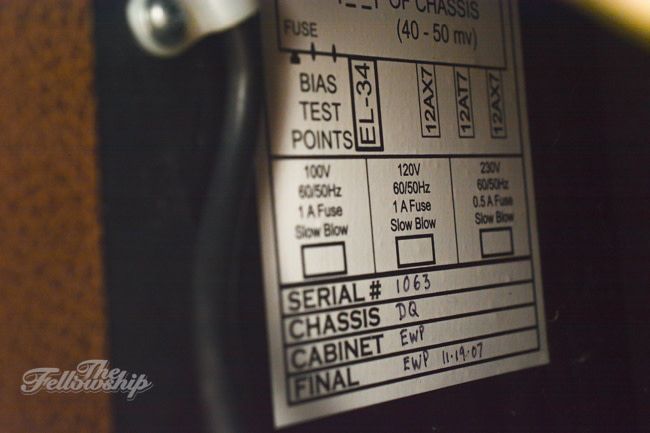 OF CHASSIS
FUSE
(40 - 50 mv)
BIAS
TEST
POINTS
EL-34
12AX7
12AT7
12AX7
100V
60/50Hz
1 A Fuse
Slow Blow
120V
60/50Hz
1 A Fuse
Slow Blow
230V
60/50Hz
0.5 A Fuse
Slow Blow
SERIAL # 1063
CHASSIS DQ
CABINET EWP
FINAL EWP 11.19.07
The
Fellowship